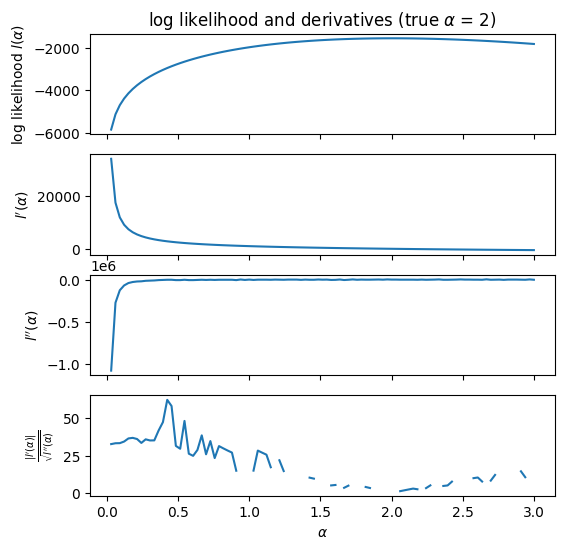 log likelihood and derivatives (true α = 2)
log likelihood l(α)
−2000
−4000
−6000
l′(α)
20000
0
1e6
l′′(α)
0.0
−0.5
−1.0
||l′(α)||
√l′′(α)
50
25
0
0.0 0.5 1.0 1.5 2.0 2.5 3.0
α